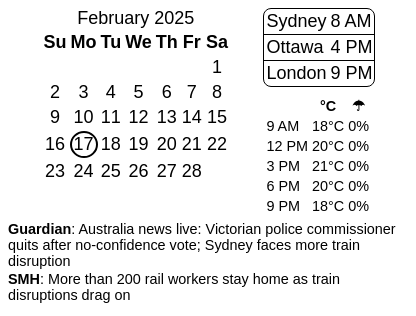 February 2025
Su Mo Tu We Th Fr Sa
1
2 3 4 5 6 7 8
9 10 11 12 13 14 15
16 17 18 19 20 21 22
23 24 25 26 27 28
Sydney 8 AM
Ottawa 4 PM
London 9 PM
°C ☂
9 AM 18°C 0%
12 PM 20°C 0%
3 PM 21°C 0%
6 PM 20°C 0%
9 PM 18°C 0%
Guardian: Australia news live: Victorian police commissioner
quits after no-confidence vote; Sydney faces more train
disruption
SMH: More than 200 rail workers stay home as train
disruptions drag on